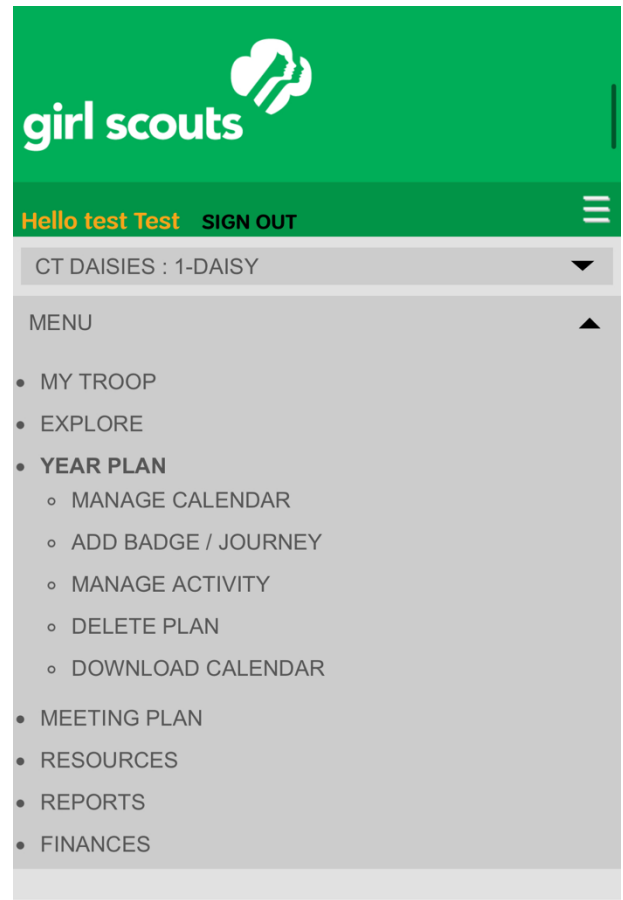 girl scouts
Hello test Test SIGN OUT
CT DAISIES : 1-DAISY
MENU
MY TROOP
EXPLORE
YEAR PLAN
MANAGE CALENDAR
ADD BADGE / JOURNEY
MANAGE ACTIVITY
DELETE PLAN
DOWNLOAD CALENDAR
MEETING PLAN
RESOURCES
REPORTS
FINANCES